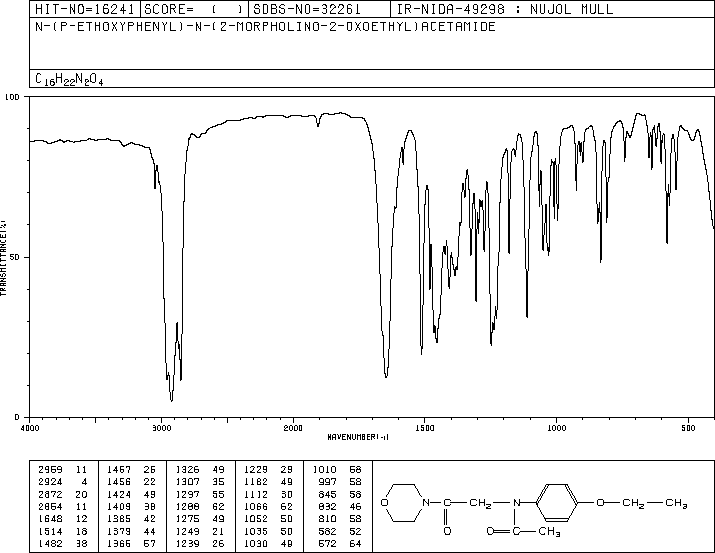 HIT-NO=16241 SCORE= ( ) SDBS-NO=32261 IR-NIDA-49298 : NUJOL MULL
N-(P-ETHOXYPHENYL)-N-(2-MORPHOLINO-2-OXOETHYL)ACETAMIDE
C16H22N2O4
100
50
0
TRANSMITTANCE(%)
4000 3000 2000 1500 1000 500
WAVENUMBER(-1)
2959 11 1467 26 1326 49 1229 29 1010 58
2924 4 1456 22 1307 35 1182 49 997 58
2872 20 1424 49 1297 55 1112 30 845 58
2854 11 1409 39 1288 62 1066 62 832 46
1648 12 1385 42 1275 49 1052 50 810 58
1514 18 1379 44 1249 21 1035 50 582 52
1482 38 1365 57 1239 26 1030 49 572 64
O N C CH2 N O CH2 CH3
O O C CH3